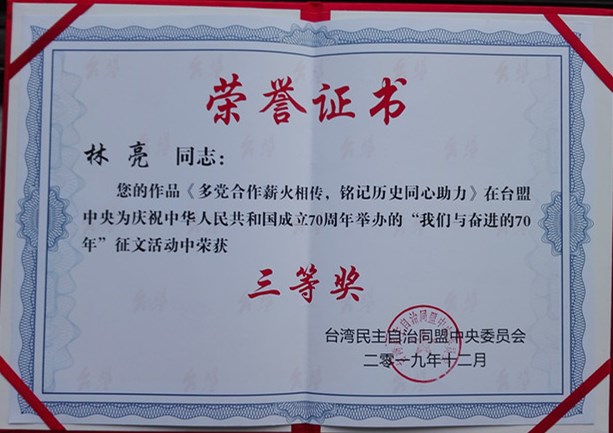 荣誉证书
林亮 同志：
您的作品《多党合作薪火相传，铭记历史同心助力》在台盟
中央为庆祝中华人民共和国成立70周年举办的“我们与奋进的70
年”征文活动中荣获
三等奖
台湾民主自治同盟中央委员会
二零一九年十二月